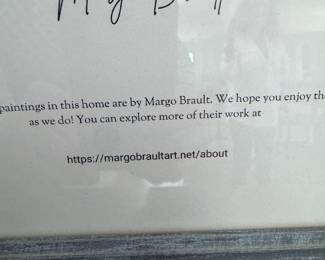 paintings in this home are by Margo Brault. We hope you enjoy
as we do! You can explore more of their work at
https://margobraultart.net/about